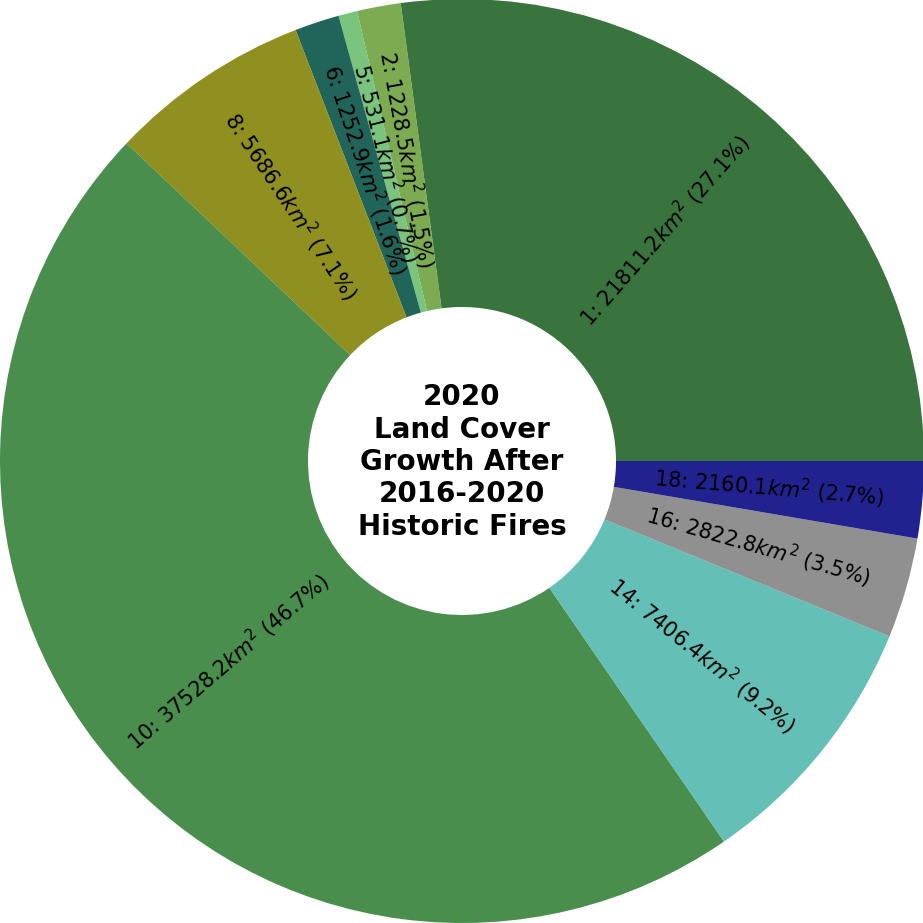 2020
Land Cover
Growth After
2016-2020
Historic Fires
1: 21811.2km² (27.1%)
2: 1228.5km² (1.5%)
5: 531.1km² (0.7%)
6: 1252.9km² (1.6%)
8: 5686.6km² (7.1%)
10: 37528.2km² (46.7%)
14: 7406.4km² (9.2%)
16: 2822.8km² (3.5%)
18: 2160.1km² (2.7%)